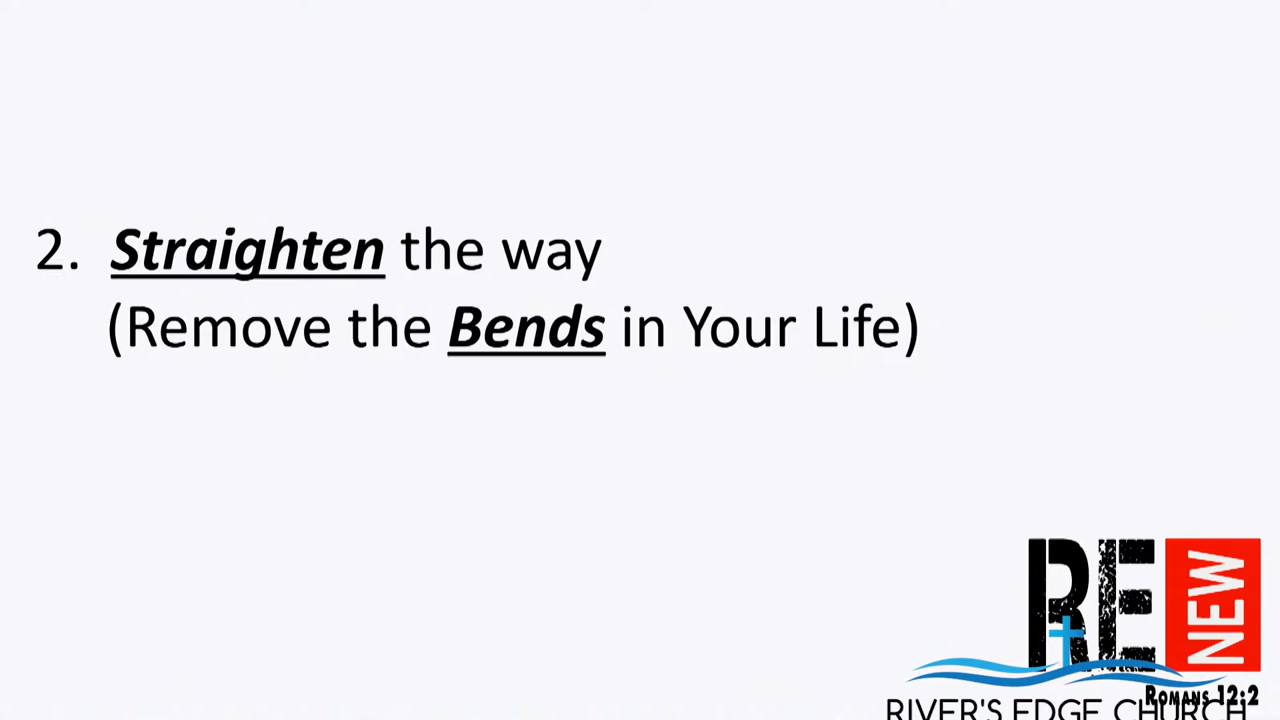 2. Straighten the way
(Remove the Bends in Your Life)
RE NEW
ROMANS 12:2
RIVER'S EDGE CHURCH